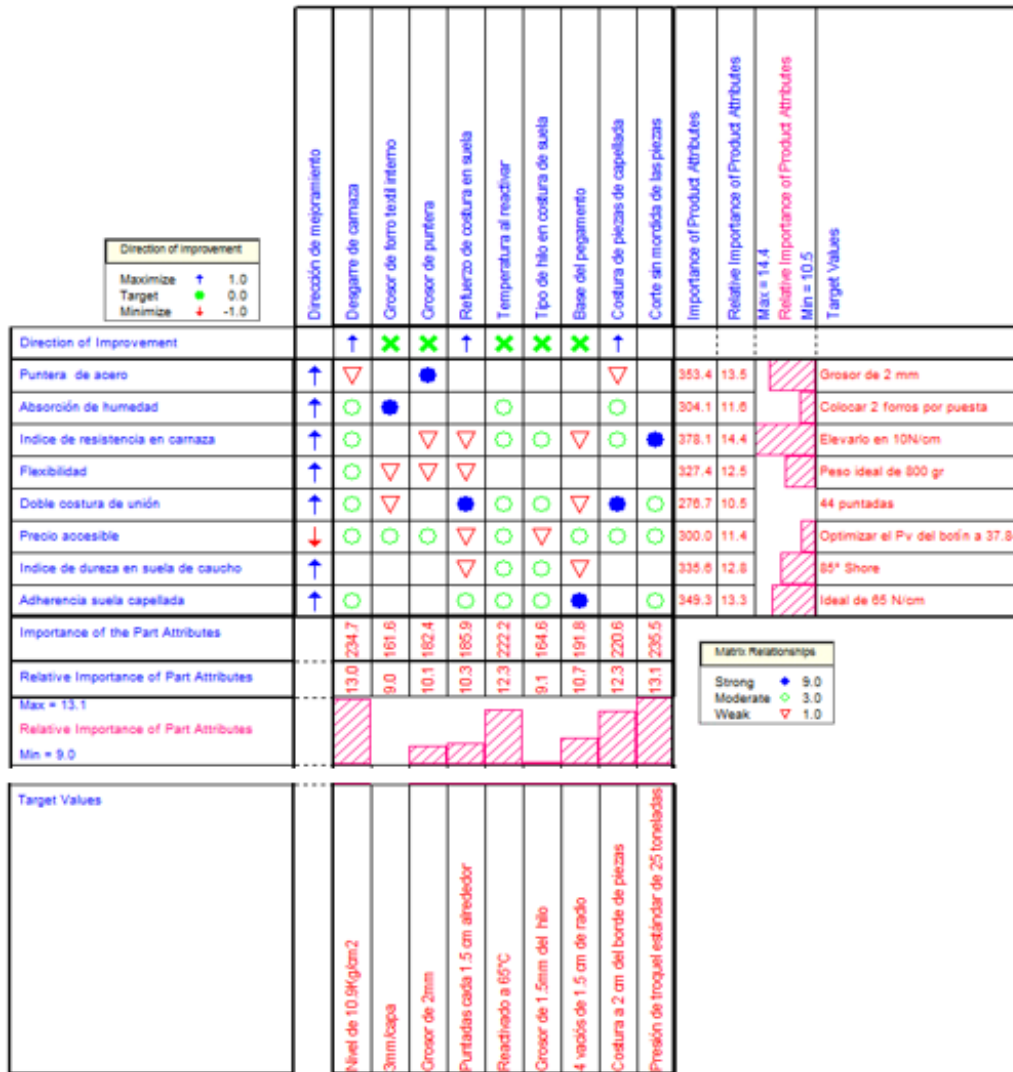 Dirección de mejoramiento
Desgarre de carnaza
Grosor de forro textil interno
Grosor de puntera
Refuerzo de costura en suela
Temperatura al reactivar
Tipo de hilo en costura de suela
Base del pegamento
Costura de piezas de capellada
Corte sin mordida de las piezas
Importance of Product Attributes
Relative Importance of Product Attributes
Max = 14.4
Relative Importance of Product Attributes
Min = 10.5
Target Values
Direction of Improvement
Maximize 1.0
Target 0.0
Minimize -1.0
Direction of Improvement
Puntera de acero 353.4 13.5 Grosor de 2 mm
Absorción de humedad 304.1 11.6 Colocar 2 forros por puesta
Indice de resistencia en carnaza 378.1 14.4 Elevarlo en 10N/cm
Flexibilidad 327.4 12.5 Peso ideal de 800 gr
Doble costura de unión 276.7 10.5 44 puntadas
Precio accesible 300.0 11.4 Optimizar el Pv del botín a 37.8
Indice de dureza en suela de caucho 335.6 12.8 85° Shore
Adherencia suela capellada 349.3 13.3 Ideal de 65 N/cm
Importance of the Part Attributes 234.7 161.6 182.4 185.9 222.2 164.6 191.8 220.6 235.5
Relative Importance of Part Attributes 13.0 9.0 10.1 10.3 12.3 9.1 10.7 12.3 13.1
Max = 13.1
Relative Importance of Part Attributes
Min = 9.0
Matrix Relationships
Strong 9.0
Moderate 3.0
Weak 1.0
Target Values
Nivel de 10.9Kg/cm2
3mm/capa
Grosor de 2mm
Puntadas cada 1.5 cm alrededor
Reactivado a 65°C
Grosor de 1.5mm del hilo
4 vaciós de 1.5 cm de radio
Costura a 2 cm del borde de piezas
Presión de troquel estándar de 25 toneladas